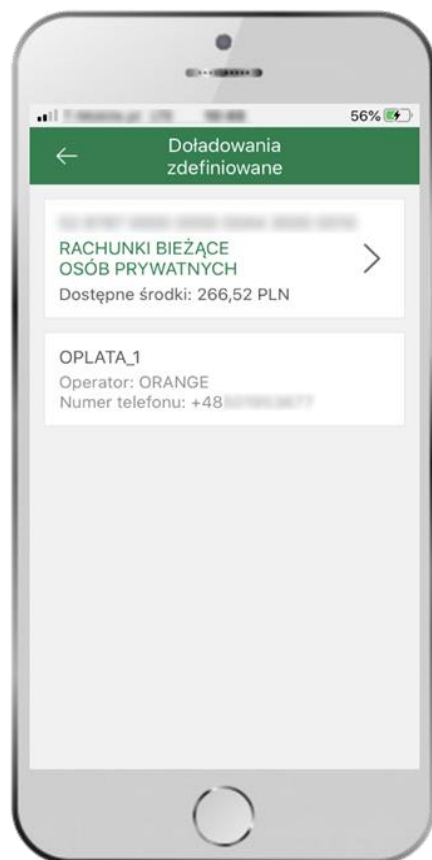 56%
Doładowania
zdefiniowane
RACHUNKI BIEŻĄCE
OSÓB PRYWATNYCH
Dostępne środki: 266,52 PLN
OPLATA_1
Operator: ORANGE
Numer telefonu: +48